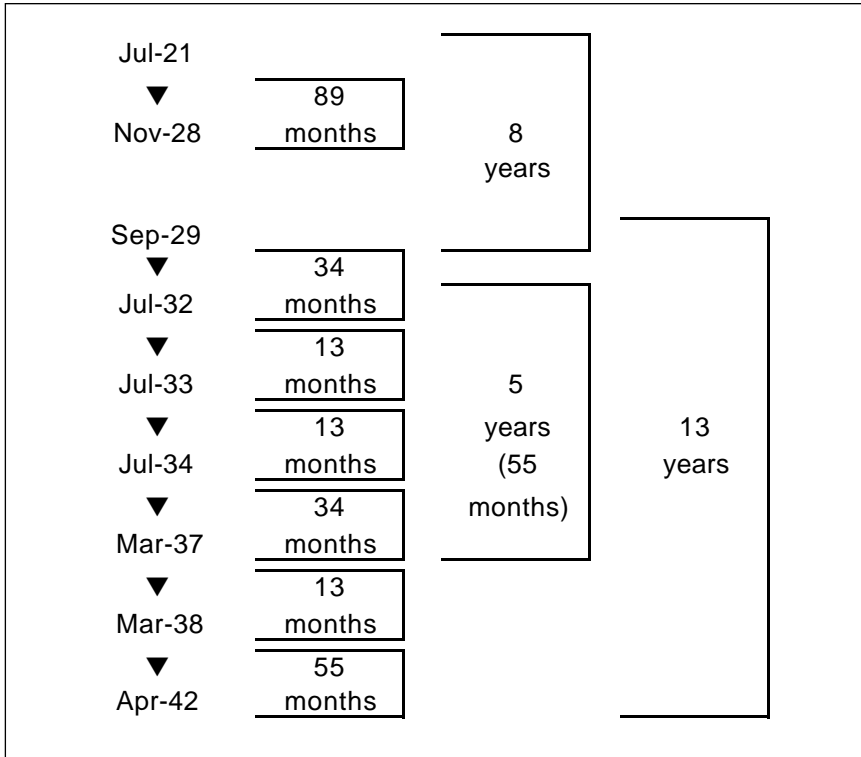 Jul-21
▼
89
Nov-28
months
8
years
Sep-29
▼
34
Jul-32
months
▼
13
Jul-33
months
5
▼
13
years
13
Jul-34
months
(55
years
▼
34
months)
Mar-37
months
▼
13
Mar-38
months
▼
55
Apr-42
months